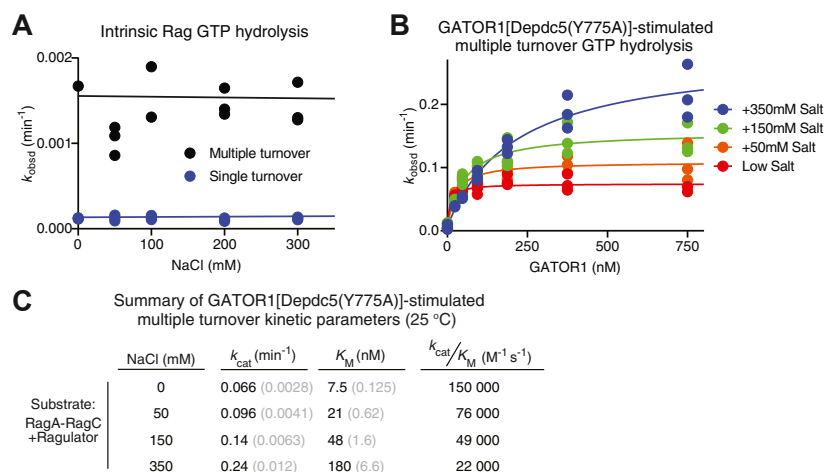 A
Intrinsic Rag GTP hydrolysis
0.002
0.001
0.000
k_obsd (min⁻¹)
Multiple turnover
Single turnover
0 100 200 300
NaCl (mM)
B
GATOR1[Depdc5(Y775A)]-stimulated
multiple turnover GTP hydrolysis
0.2
0.1
0.0
k_obsd (min⁻¹)
0 250 500 750
GATOR1 (nM)
+350mM Salt
+150mM Salt
+50mM Salt
Low Salt
C
Summary of GATOR1[Depdc5(Y775A)]-stimulated
multiple turnover kinetic parameters (25 °C)
NaCl (mM) k_cat (min⁻¹) K_M (nM) k_cat/K_M (M⁻¹ s⁻¹)
Substrate:
RagA-RagC
+Ragulator
0 0.066 (0.0028) 7.5 (0.125) 150 000
50 0.096 (0.0041) 21 (0.62) 76 000
150 0.14 (0.0063) 48 (1.6) 49 000
350 0.24 (0.012) 180 (6.6) 22 000